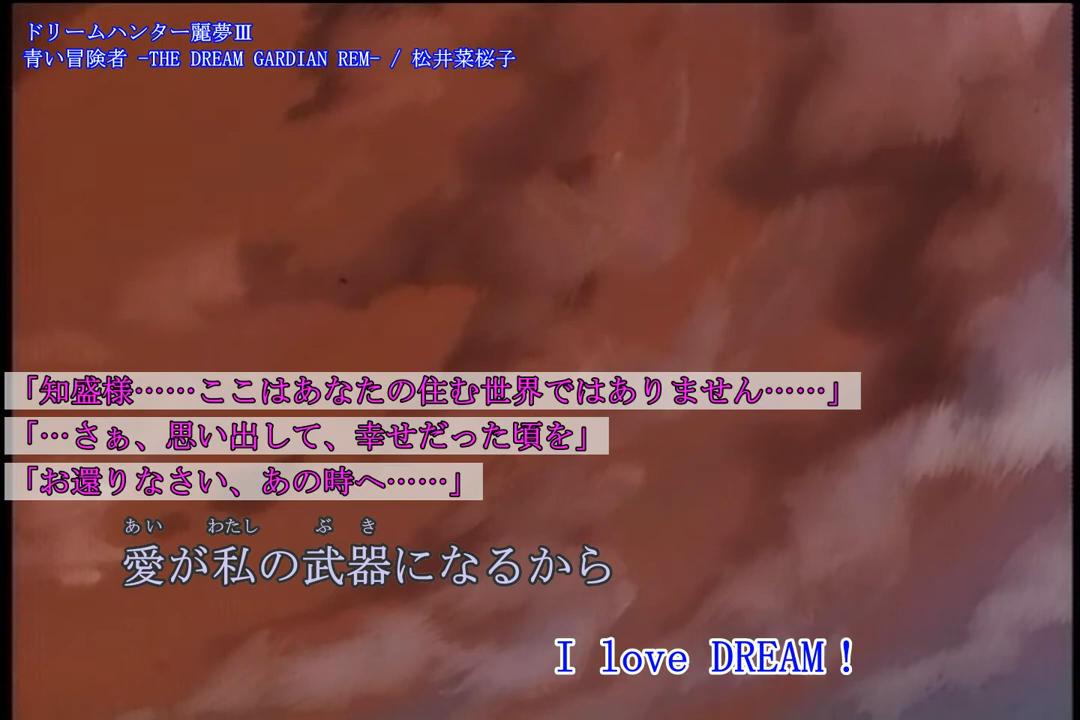 ドリームハンター麗夢Ⅲ
青い冒険者 -THE DREAM GARDIAN REM- / 松井菜桜子
「知盛様……ここはあなたの住む世界ではありません……」
「…さぁ、思い出して、幸せだった頃を」
「お還りなさい、あの時へ……」
あい わたし ぶ き
愛が私の武器になるから
I love DREAM！